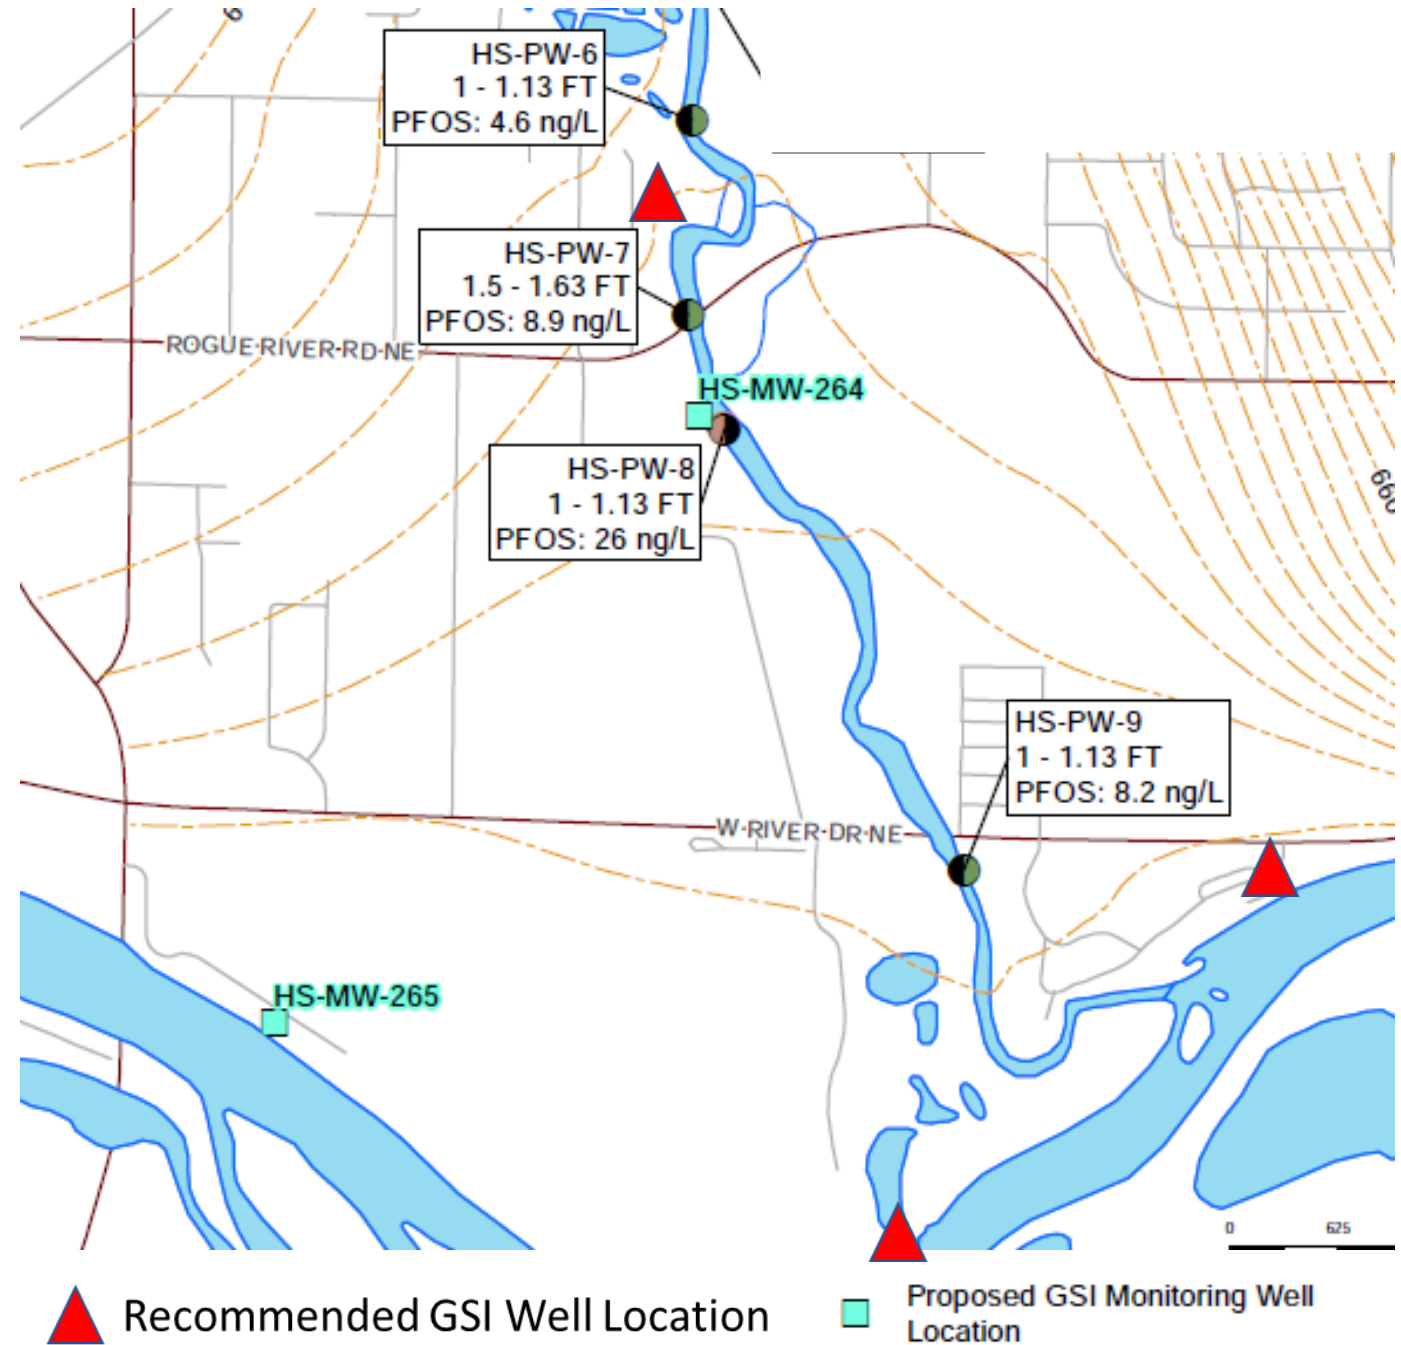 HS-PW-6
1 - 1.13 FT
PFOS: 4.6 ng/L
HS-PW-7
1.5 - 1.63 FT
PFOS: 8.9 ng/L
ROGUE RIVER RD NE
HS-MW-264
HS-PW-8
1 - 1.13 FT
PFOS: 26 ng/L
HS-PW-9
1 - 1.13 FT
PFOS: 8.2 ng/L
W RIVER DR NE
HS-MW-265
0 625
Recommended GSI Well Location
Proposed GSI Monitoring Well
Location